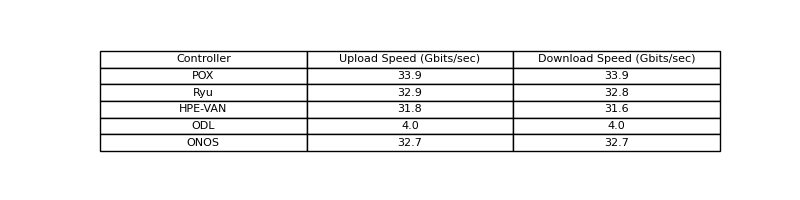 Controller Upload Speed (Gbits/sec) Download Speed (Gbits/sec)
POX 33.9 33.9
Ryu 32.9 32.8
HPE-VAN 31.8 31.6
ODL 4.0 4.0
ONOS 32.7 32.7